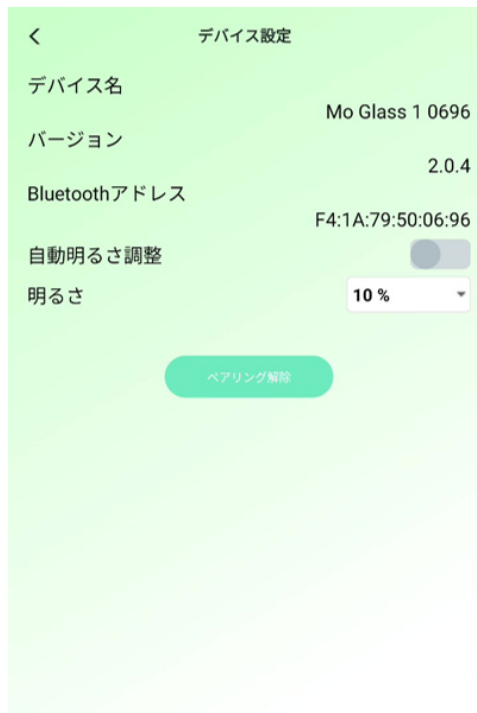 デバイス設定
デバイス名
Mo Glass 1 0696
バージョン
2.0.4
Bluetoothアドレス
F4:1A:79:50:06:96
自動明るさ調整
明るさ
10 %
ペアリング解除